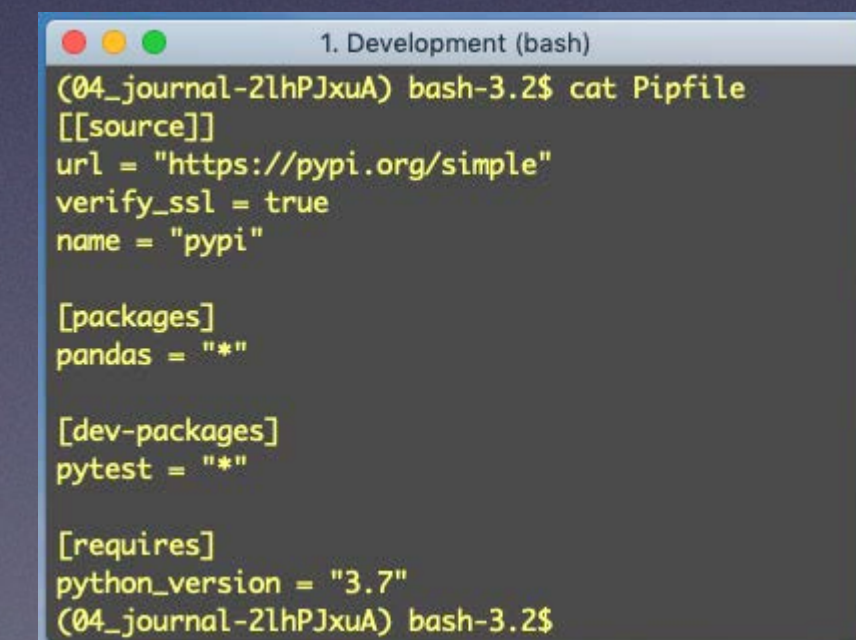 1. Development (bash)
(04_journal-2lhPJxuA) bash-3.2$ cat Pipfile
[[source]]
url = "https://pypi.org/simple"
verify_ssl = true
name = "pypi"

[packages]
pandas = "*"

[dev-packages]
pytest = "*"

[requires]
python_version = "3.7"
(04_journal-2lhPJxuA) bash-3.2$